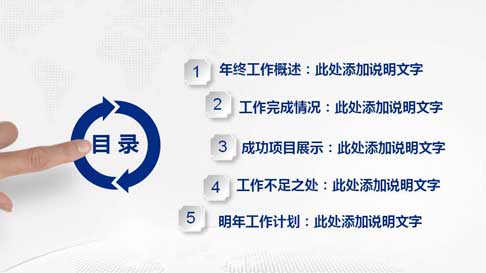 目录
1 年终工作概述：此处添加说明文字
2 工作完成情况：此处添加说明文字
3 成功项目展示：此处添加说明文字
4 工作不足之处：此处添加说明文字
5 明年工作计划：此处添加说明文字